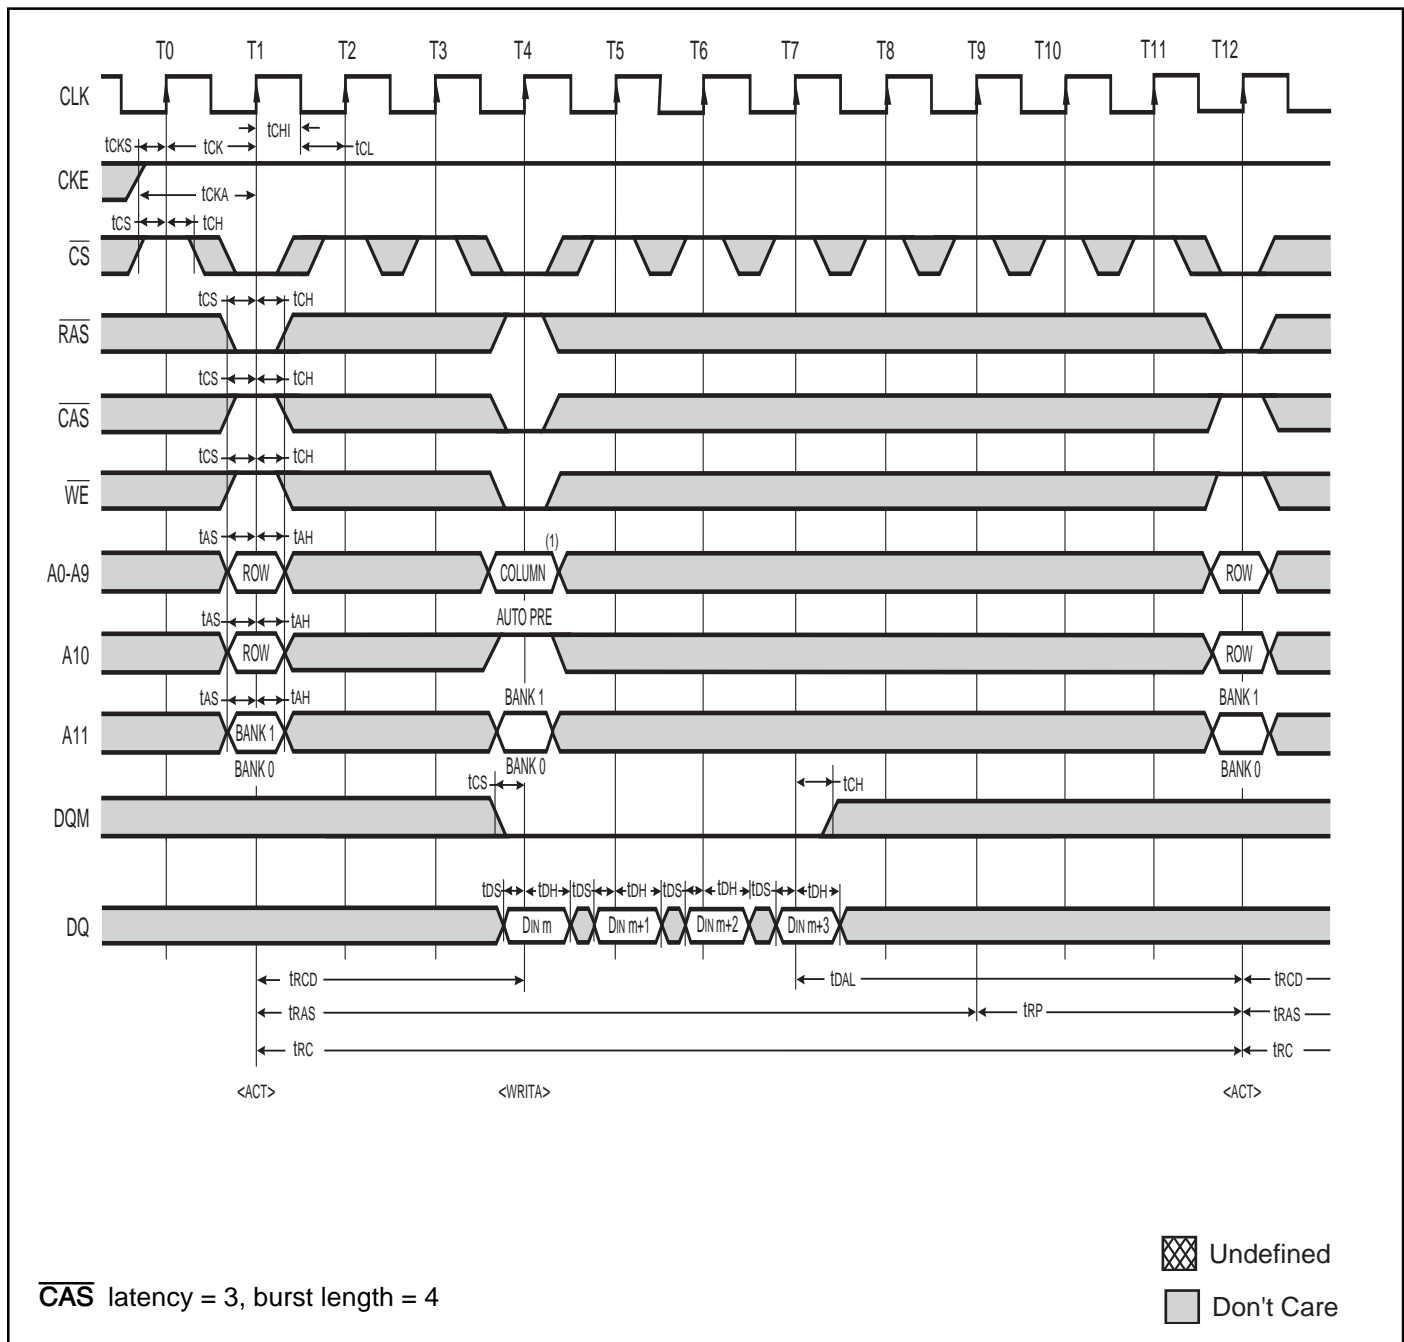 T0 T1 T2 T3 T4 T5 T6 T7 T8 T9 T10 T11 T12
CLK
tCHI
tCKS tCK tCL
CKE
tCKA
tCS tCH
CS
tCS tCH
RAS
tCS tCH
CAS
tCS tCH
WE
tAS tAH
(1)
A0-A9 ROW COLUMN ROW
tAS tAH AUTO PRE
A10 ROW ROW
tAS tAH BANK 1 BANK 1
A11 BANK 1
BANK 0 BANK 0 BANK 0
tCS tCH
DQM
tDS tDH tDS tDH tDS tDH tDS tDH
DQ DIN m DIN m+1 DIN m+2 DIN m+3
tRCD tDAL tRCD
tRAS tRP tRAS
tRC tRC
<ACT> <WRITA> <ACT>
Undefined
CAS latency = 3, burst length = 4
Don't Care